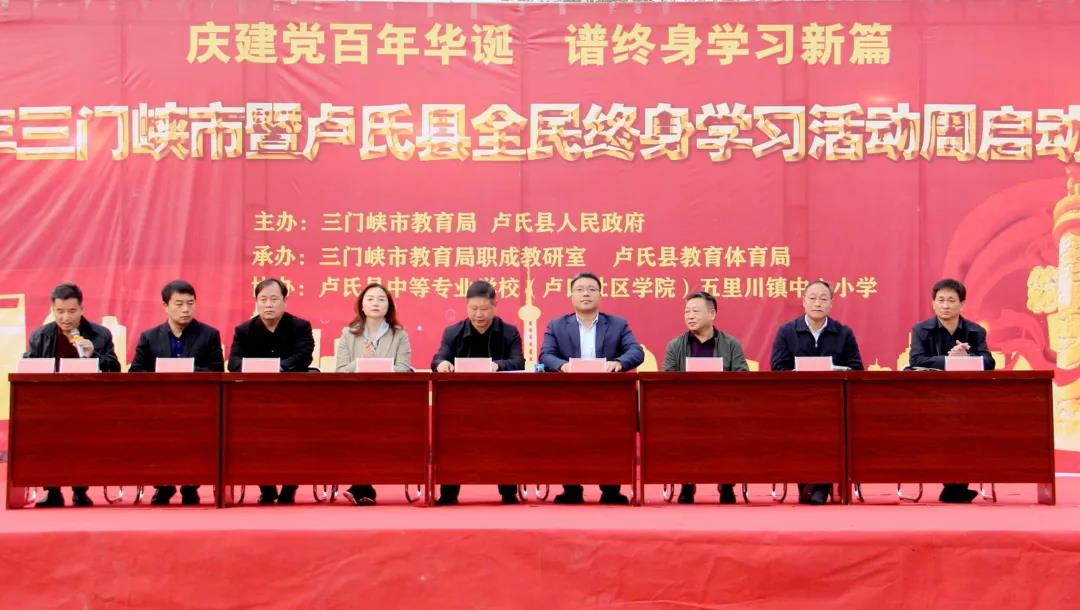 庆建党百年华诞 谱终身学习新篇
三门峡市暨卢氏县全民终身学习活动周启动
主办：三门峡市教育局 卢氏县人民政府
承办：三门峡市教育局职成教研室 卢氏县教育体育局
办：卢氏县中等专业学校（卢氏社区学院）五里川镇中心小学